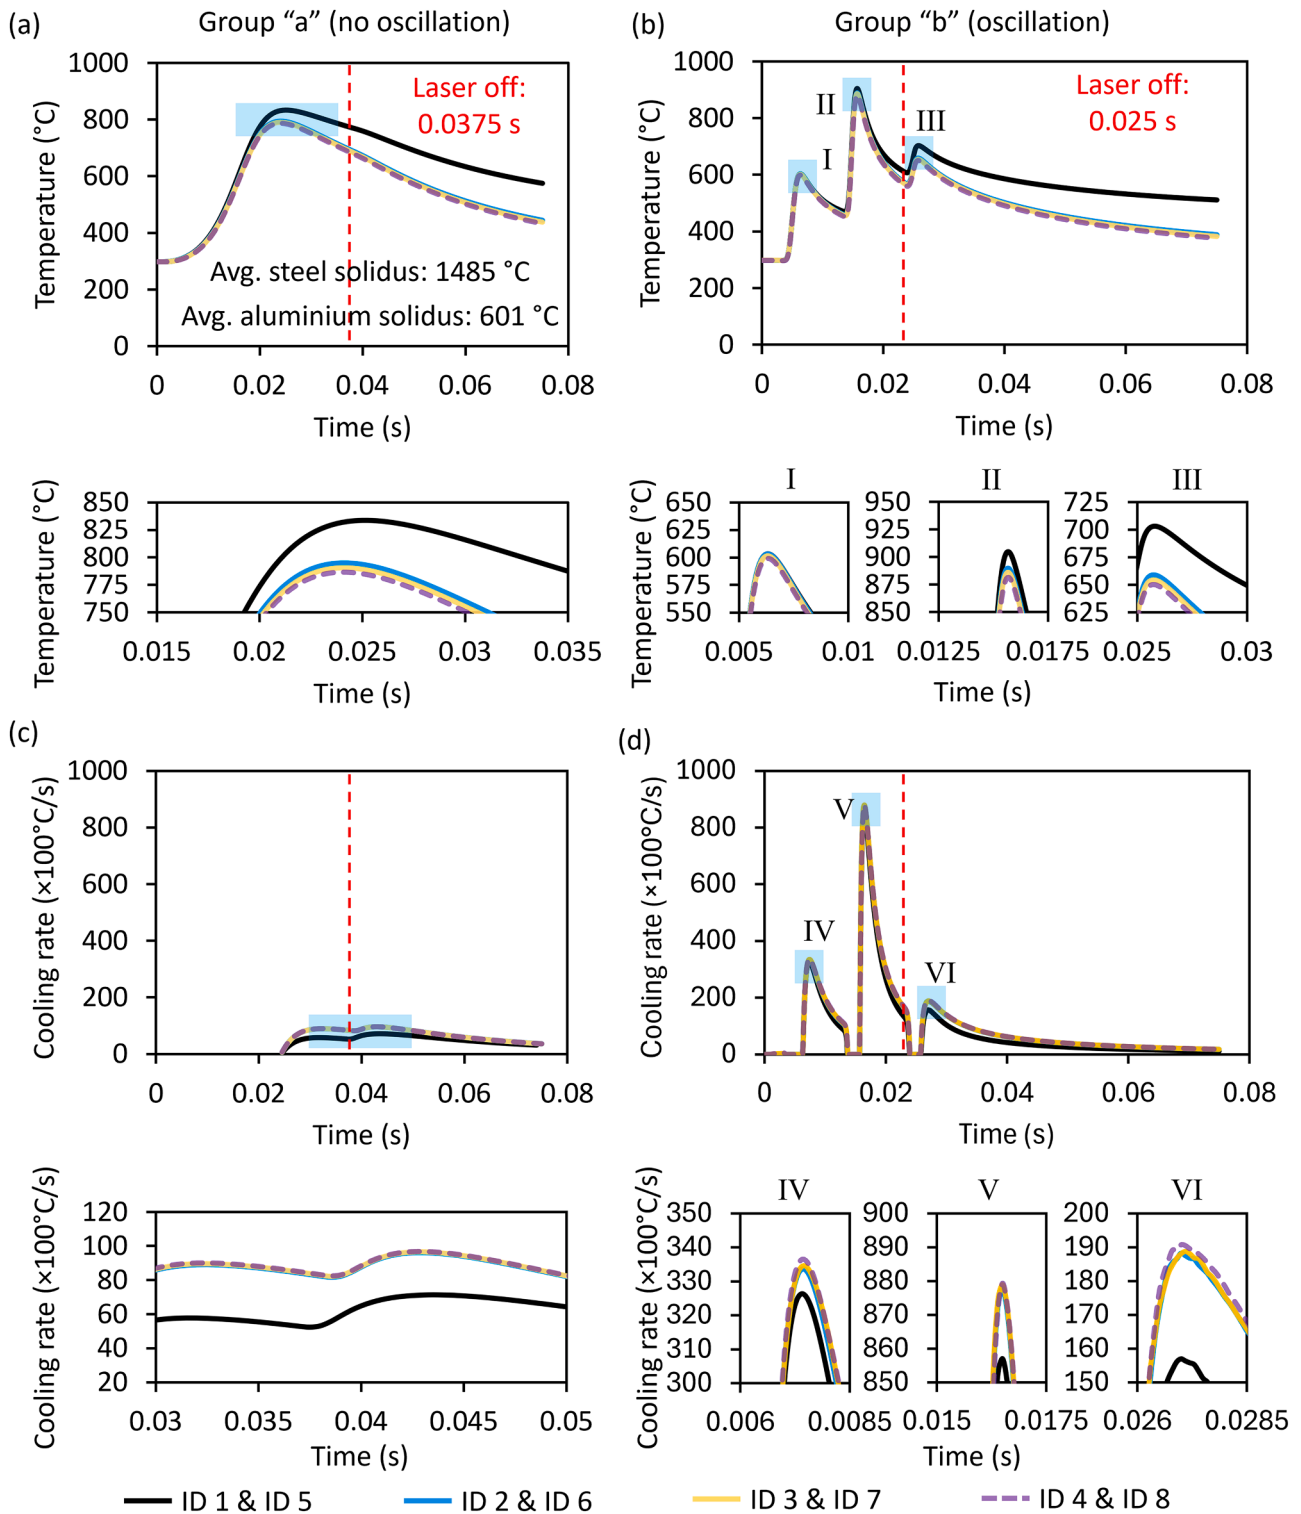 (a)
Group “a” (no oscillation)
Temperature (°C)
1000
800
600
400
200
0
Laser off:
0.0375 s
Avg. steel solidus: 1485 °C
Avg. aluminium solidus: 601 °C
0 0.02 0.04 0.06 0.08
Time (s)
(b)
Group “b” (oscillation)
Temperature (°C)
1000
800
600
400
200
0
Laser off:
0.025 s
I
II
III
0 0.02 0.04 0.06 0.08
Time (s)
Temperature (°C)
850
825
800
775
750
0.015 0.02 0.025 0.03 0.035
Time (s)
Temperature (°C)
I
650
625
600
575
550
0.005 0.01
II
950
925
900
875
850
0.0125 0.0175
III
725
700
675
650
625
0.025 0.03
Time (s)
(c)
Cooling rate (×100°C/s)
1000
800
600
400
200
0
0 0.02 0.04 0.06 0.08
Time (s)
(d)
Cooling rate (×100°C/s)
1000
800
600
400
200
0
IV
V
VI
0 0.02 0.04 0.06 0.08
Time (s)
Cooling rate (×100°C/s)
120
100
80
60
40
20
0.03 0.035 0.04 0.045 0.05
Time (s)
Cooling rate (×100°C/s)
IV
350
340
330
320
310
300
0.006 0.0085
V
900
890
880
870
860
850
0.015 0.0175
VI
200
190
180
170
160
150
0.026 0.0285
Time (s)
ID 1 & ID 5 ID 2 & ID 6 ID 3 & ID 7 ID 4 & ID 8